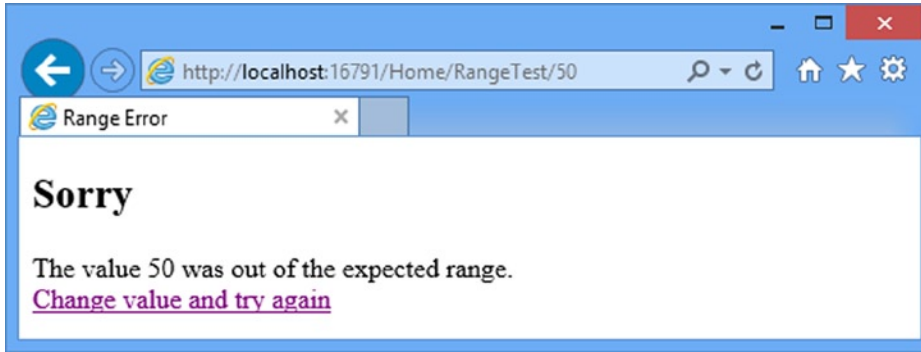 http://localhost:16791/Home/RangeTest/50
Range Error
Sorry
The value 50 was out of the expected range.
Change value and try again